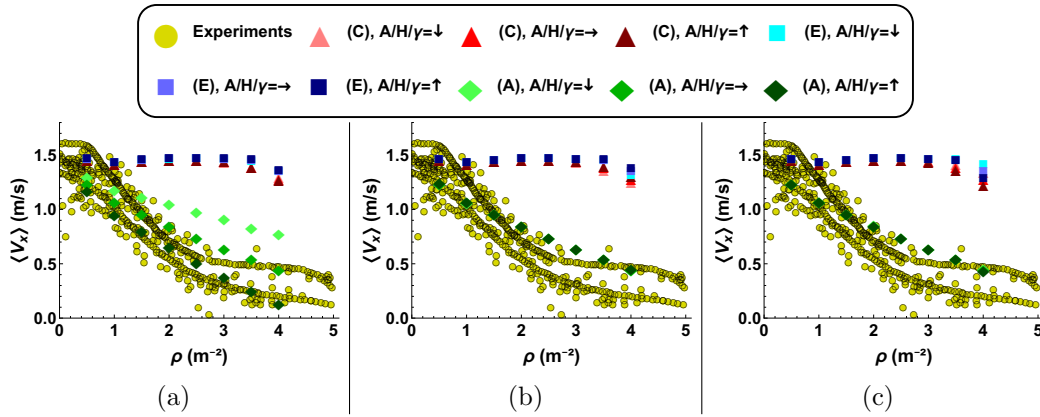 Experiments (C), A/H/γ=↓ (C), A/H/γ=→ (C), A/H/γ=↑ (E), A/H/γ=↓
(E), A/H/γ=→ (E), A/H/γ=↑ (A), A/H/γ=↓ (A), A/H/γ=→ (A), A/H/γ=↑
⟨Vₓ⟩ (m/s)
1.5
1.0
0.5
0.0
0 1 2 3 4 5
ρ (m⁻²)
(a)
⟨Vₓ⟩ (m/s)
1.5
1.0
0.5
0.0
0 1 2 3 4 5
ρ (m⁻²)
(b)
⟨Vₓ⟩ (m/s)
1.5
1.0
0.5
0.0
0 1 2 3 4 5
ρ (m⁻²)
(c)